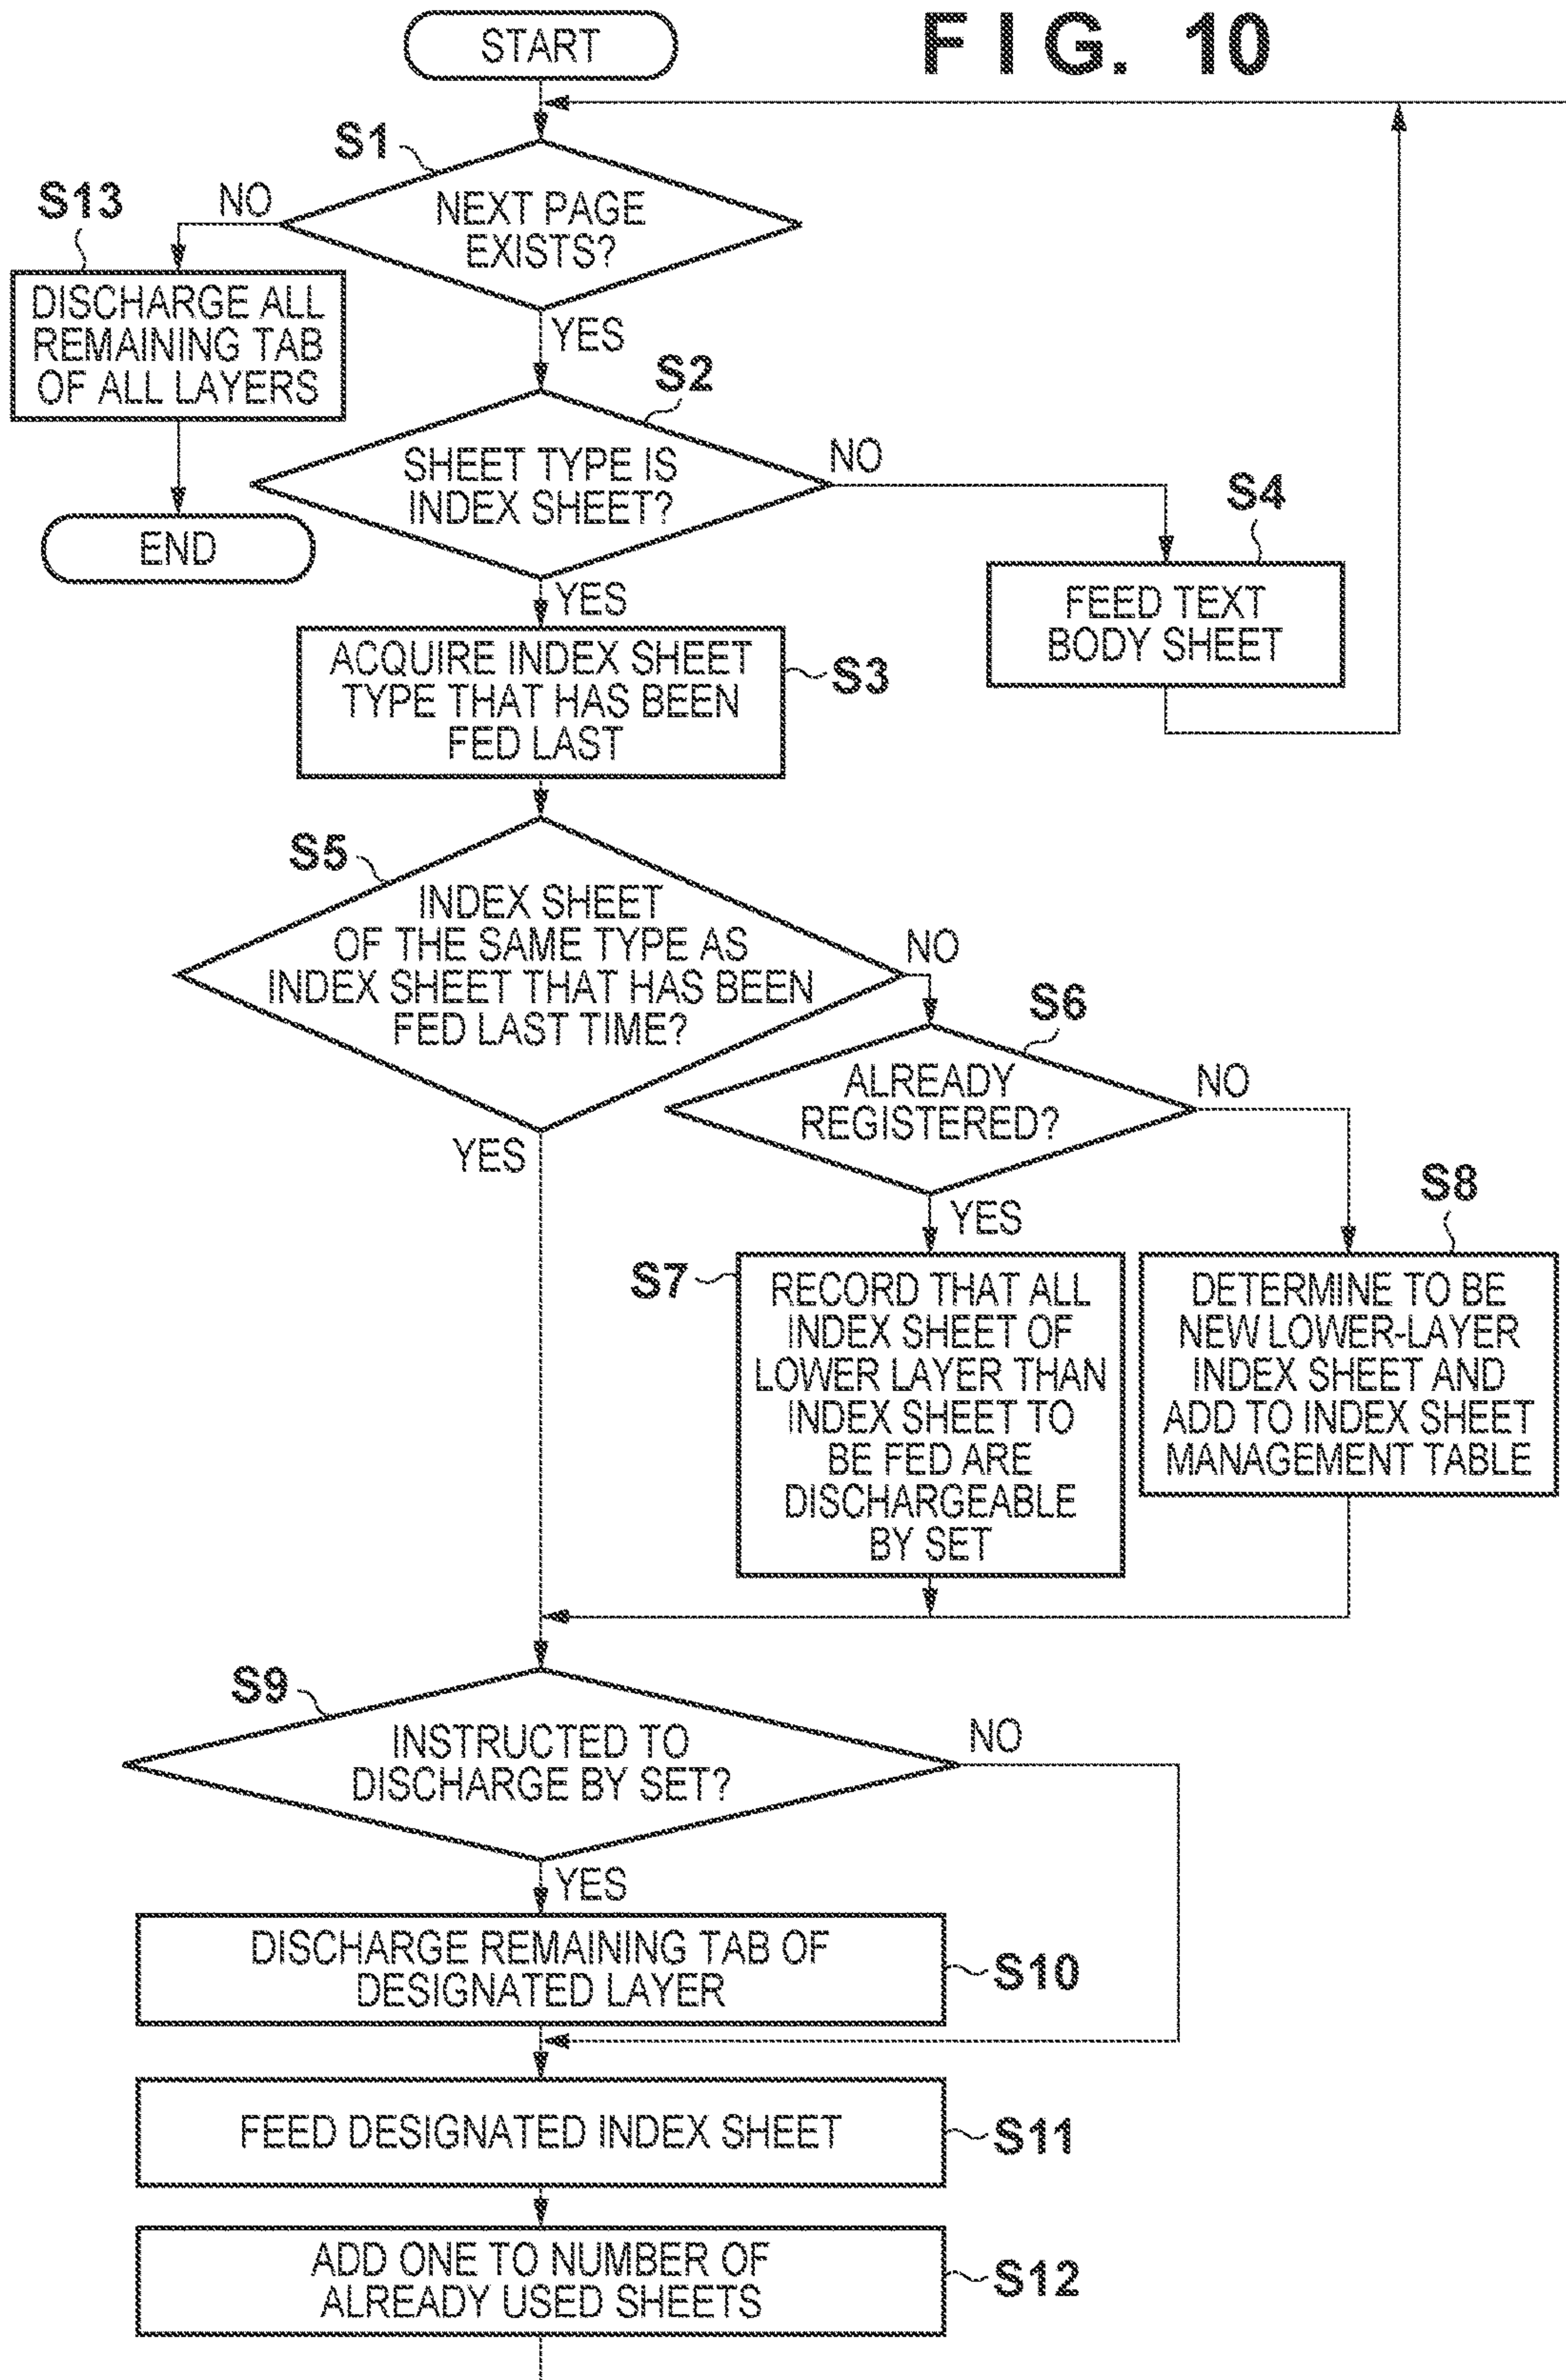 FIG. 10
START
S1
NEXT PAGE
EXISTS?
NO
YES
S13
DISCHARGE ALL
REMAINING TAB
OF ALL LAYERS
END
S2
SHEET TYPE IS
INDEX SHEET?
NO
YES
S4
FEED TEXT
BODY SHEET
ACQUIRE INDEX SHEET
TYPE THAT HAS BEEN
FED LAST
S3
S5
INDEX SHEET
OF THE SAME TYPE AS
INDEX SHEET THAT HAS BEEN
FED LAST TIME?
NO
YES
S6
ALREADY
REGISTERED?
NO
YES
S7
RECORD THAT ALL
INDEX SHEET OF
LOWER LAYER THAN
INDEX SHEET TO
BE FED ARE
DISCHARGEABLE
BY SET
S8
DETERMINE TO BE
NEW LOWER-LAYER
INDEX SHEET AND
ADD TO INDEX SHEET
MANAGEMENT TABLE
S9
INSTRUCTED TO
DISCHARGE BY SET?
NO
YES
DISCHARGE REMAINING TAB OF
DESIGNATED LAYER
S10
FEED DESIGNATED INDEX SHEET
S11
ADD ONE TO NUMBER OF
ALREADY USED SHEETS
S12